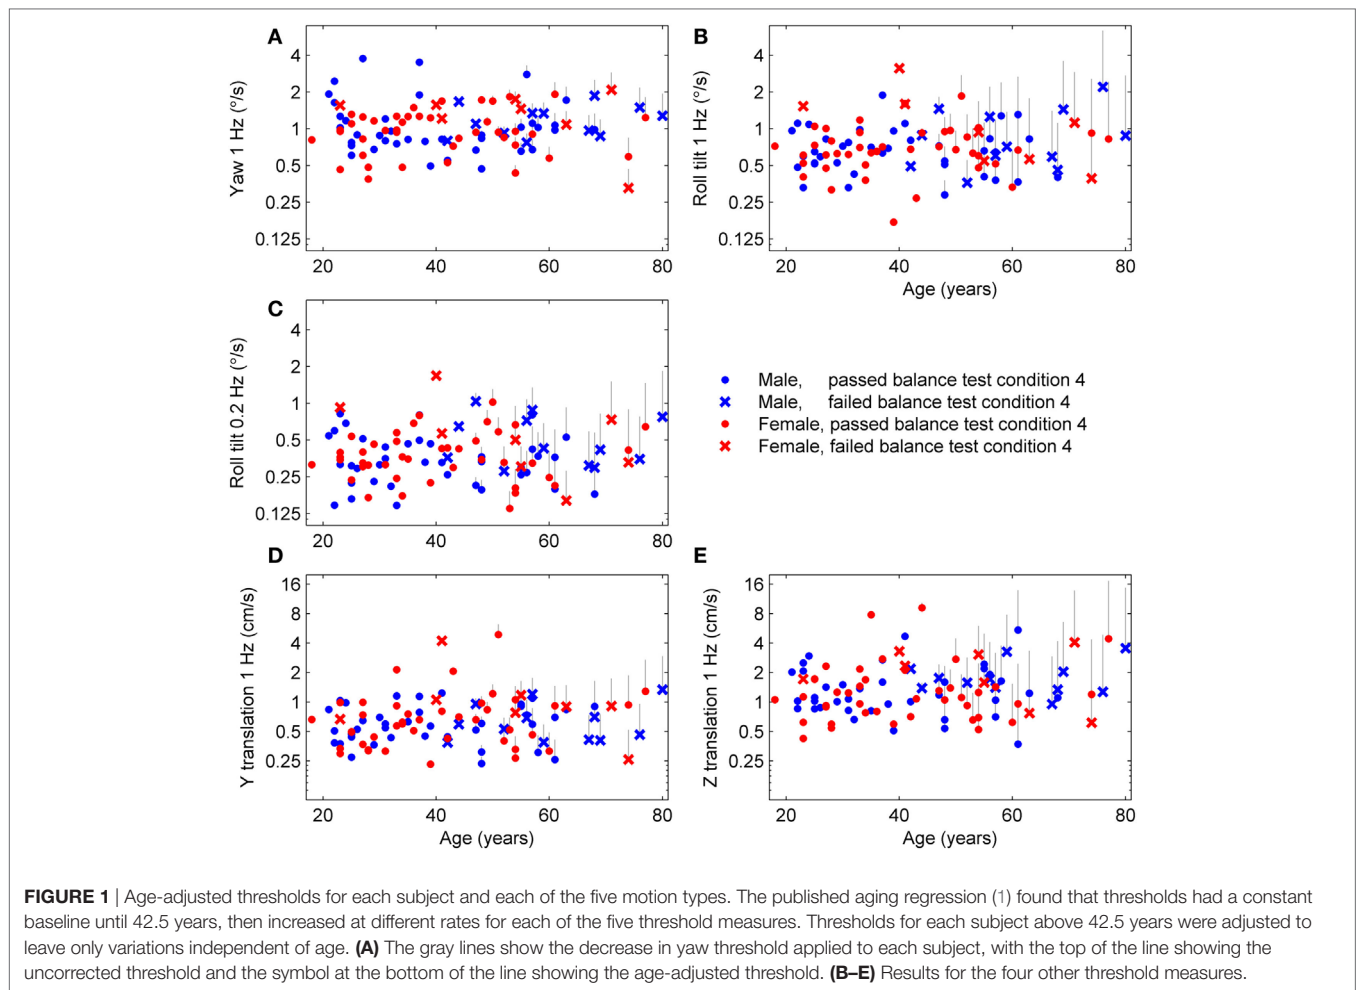 A
Yaw 1 Hz (°/s)
4
2
1
0.5
0.25
0.125
20 40 60 80
B
Roll tilt 1 Hz (°/s)
4
2
1
0.5
0.25
0.125
20 40 60 80
Age (years)
C
Roll tilt 0.2 Hz (°/s)
4
2
1
0.5
0.25
0.125
20 40 60 80
Male, passed balance test condition 4
Male, failed balance test condition 4
Female, passed balance test condition 4
Female, failed balance test condition 4
D
Y translation 1 Hz (cm/s)
16
8
4
2
1
0.5
0.25
20 40 60 80
Age (years)
E
Z translation 1 Hz (cm/s)
16
8
4
2
1
0.5
0.25
20 40 60 80
Age (years)
FIGURE 1 | Age-adjusted thresholds for each subject and each of the five motion types. The published aging regression (1) found that thresholds had a constant
baseline until 42.5 years, then increased at different rates for each of the five threshold measures. Thresholds for each subject above 42.5 years were adjusted to
leave only variations independent of age. (A) The gray lines show the decrease in yaw threshold applied to each subject, with the top of the line showing the
uncorrected threshold and the symbol at the bottom of the line showing the age-adjusted threshold. (B–E) Results for the four other threshold measures.